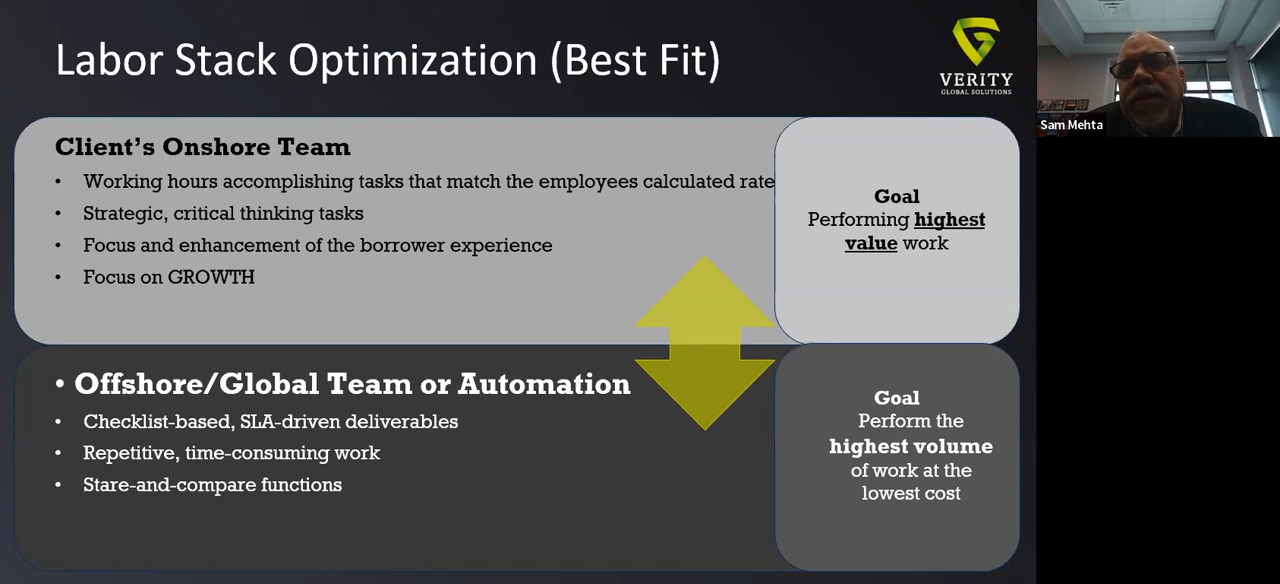 Labor Stack Optimization (Best Fit)
VERITY
GLOBAL SOLUTIONS
Sam Mehta
Client’s Onshore Team
• Working hours accomplishing tasks that match the employees calculated rate
• Strategic, critical thinking tasks
• Focus and enhancement of the borrower experience
• Focus on GROWTH
Goal
Performing highest
value work
• Offshore/Global Team or Automation
• Checklist-based, SLA-driven deliverables
• Repetitive, time-consuming work
• Stare-and-compare functions
Goal
Perform the
highest volume
of work at the
lowest cost